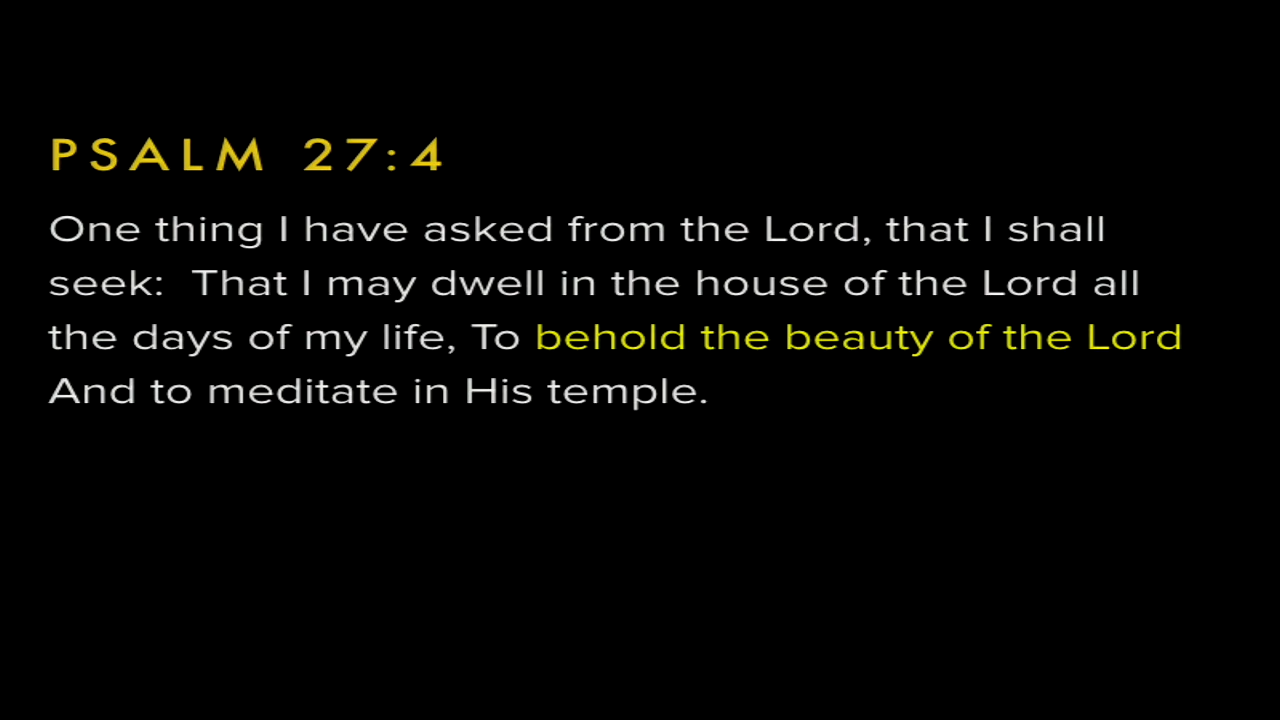 PSALM 27:4
One thing I have asked from the Lord, that I shall
seek:  That I may dwell in the house of the Lord all
the days of my life, To behold the beauty of the Lord
And to meditate in His temple.